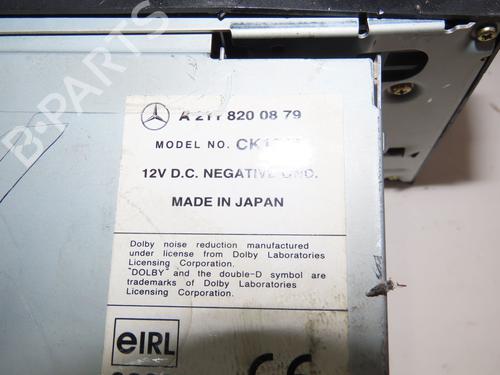 B-PARTS
A 211 820 08 79
MODEL NO.
12V D.C. NEGATIVE GND.
MADE IN JAPAN
Dolby noise reduction manufactured
under license from Dolby Laboratories
Licensing Corporation.
"DOLBY" and the double-D symbol are
trademarks of Dolby Laboratories
Licensing Corporation.
eIRL
CE